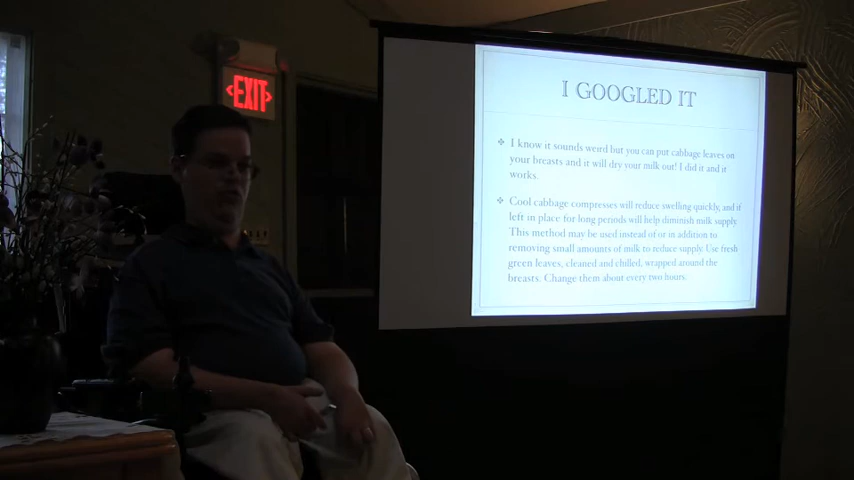 EXIT
I GOOGLED IT
I know it sounds weird but you can put cabbage leaves on
your breasts and it will dry your milk out! I did it and it
works.
Cool cabbage compresses will reduce swelling quickly, and if
left in place for long periods will help diminish milk supply.
This method may be used instead of or in addition to
removing small amounts of milk to reduce supply. Use fresh
green leaves, cleaned and chilled, wrapped around the
breasts. Change them about every two hours.